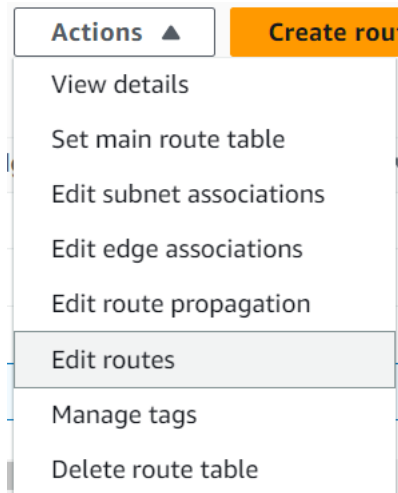 Actions ▲
Create rou
View details
Set main route table
Edit subnet associations
Edit edge associations
Edit route propagation
Edit routes
Manage tags
Delete route table